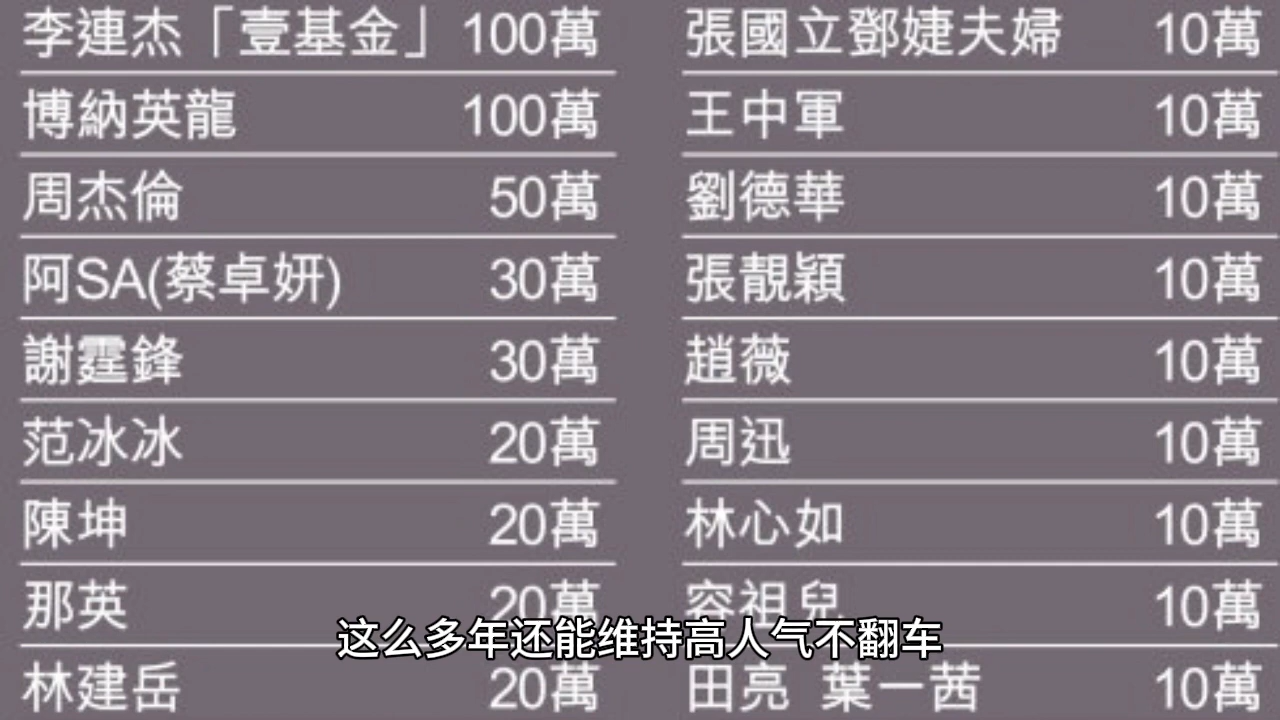 李連杰「壹基金」 100萬
博納英龍 100萬
周杰倫 50萬
阿SA(蔡卓妍) 30萬
謝霆鋒 30萬
范冰冰 20萬
陳坤 20萬
那英 20萬
林建岳 20萬
張國立鄧婕夫婦 10萬
王中軍 10萬
劉德華 10萬
張靚穎 10萬
趙薇 10萬
周迅 10萬
林心如 10萬
容祖兒 10萬
田亮 葉一茜 10萬
这么多年还能维持高人气不翻车